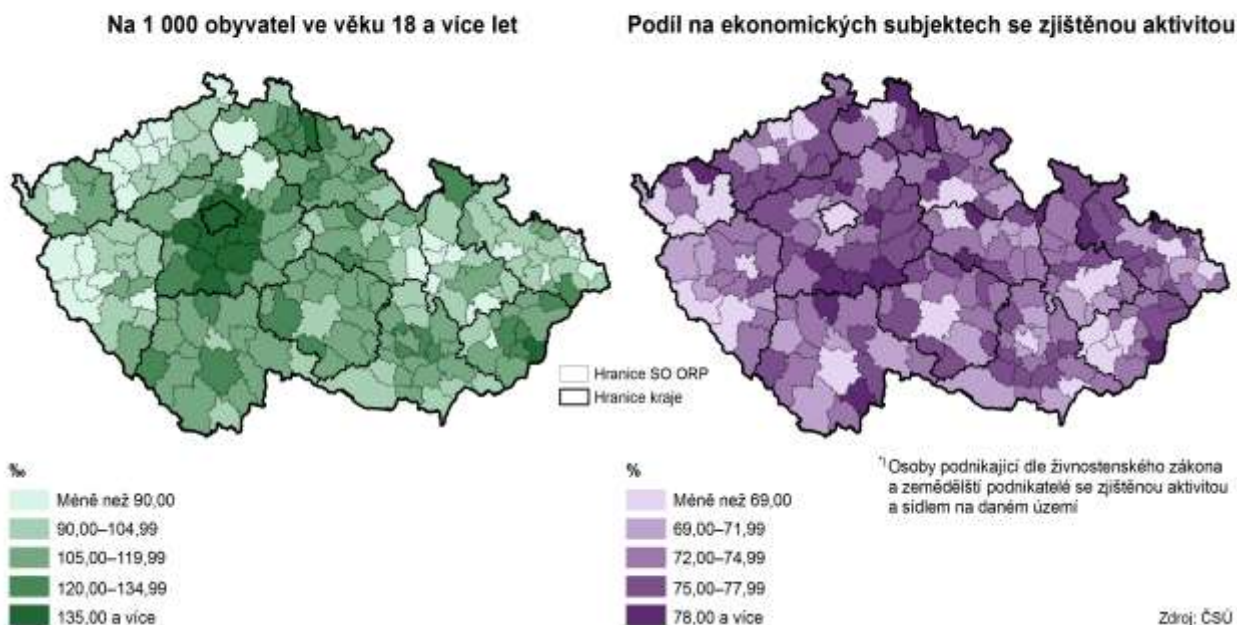 Na 1 000 obyvatel ve věku 18 a více let
Podíl na ekonomických subjektech se zjištěnou aktivitou
Hranice SO ORP
Hranice kraje
‰
Méně než 90,00
90,00–104,99
105,00–119,99
120,00–134,99
135,00 a více
%
Méně než 69,00
69,00–71,99
72,00–74,99
75,00–77,99
78,00 a více
*) Osoby podnikající dle živnostenského zákona
a zemědělští podnikatelé se zjištěnou aktivitou
a sídlem na daném území
Zdroj: ČSÚ